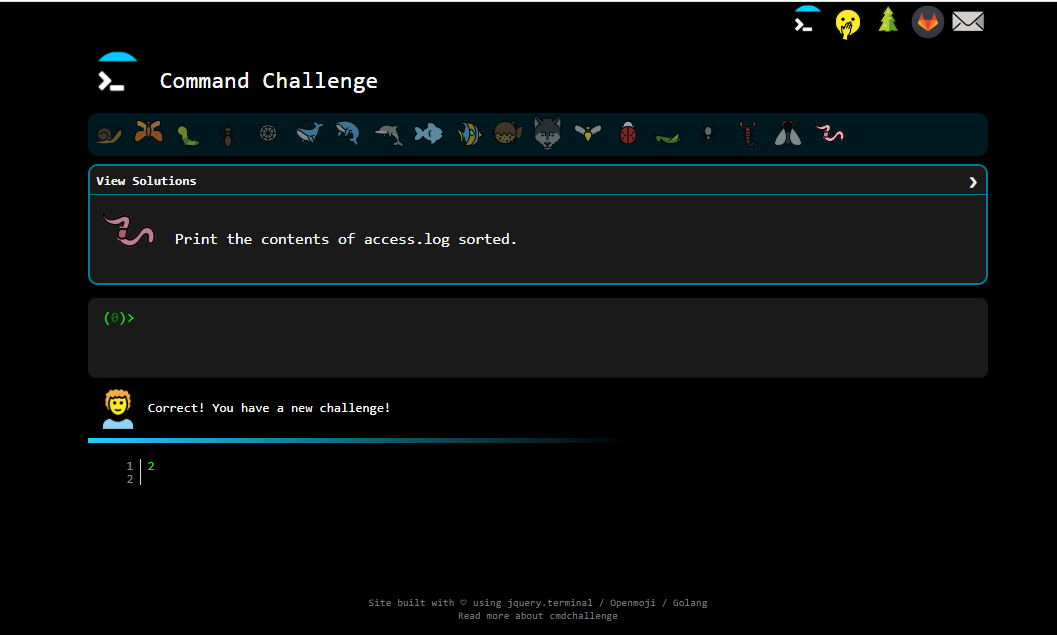 Command Challenge
View Solutions
Print the contents of access.log sorted.
(0)>
Correct! You have a new challenge!
1 2
2
Site built with ♡ using jquery.terminal / Openmoji / Golang
Read more about cmdchallenge